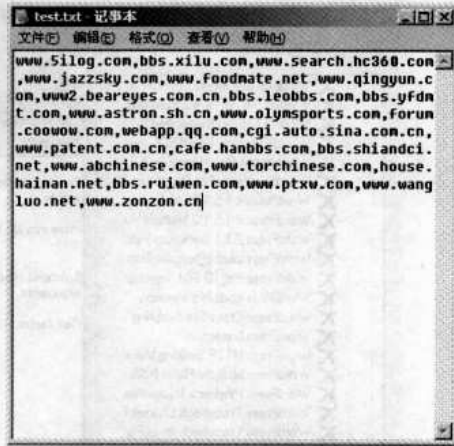 test.txt - 记事本
文件(F) 编辑(E) 格式(O) 查看(V) 帮助(H)
www.5ilog.com,bbs.xilu.com,www.search.hc360.com
,www.jazzsky.com,www.foodmate.net,www.qingyun.c
om,www2.beareyes.com.cn,bbs.leobbs.com,bbs.yfdm
t.com,www.astron.sh.cn,www.olymsports.com,forum
.coowow.com,webapp.qq.com,cgi.auto.sina.com.cn,
www.patent.com.cn,cafe.hanbbs.com,bbs.shiandci.
net,www.abchinese.com,www.torchinese.com,house.
hainan.net,bbs.ruiwen.com,www.ptxw.com,www.wang
luo.net,www.zonzon.cn